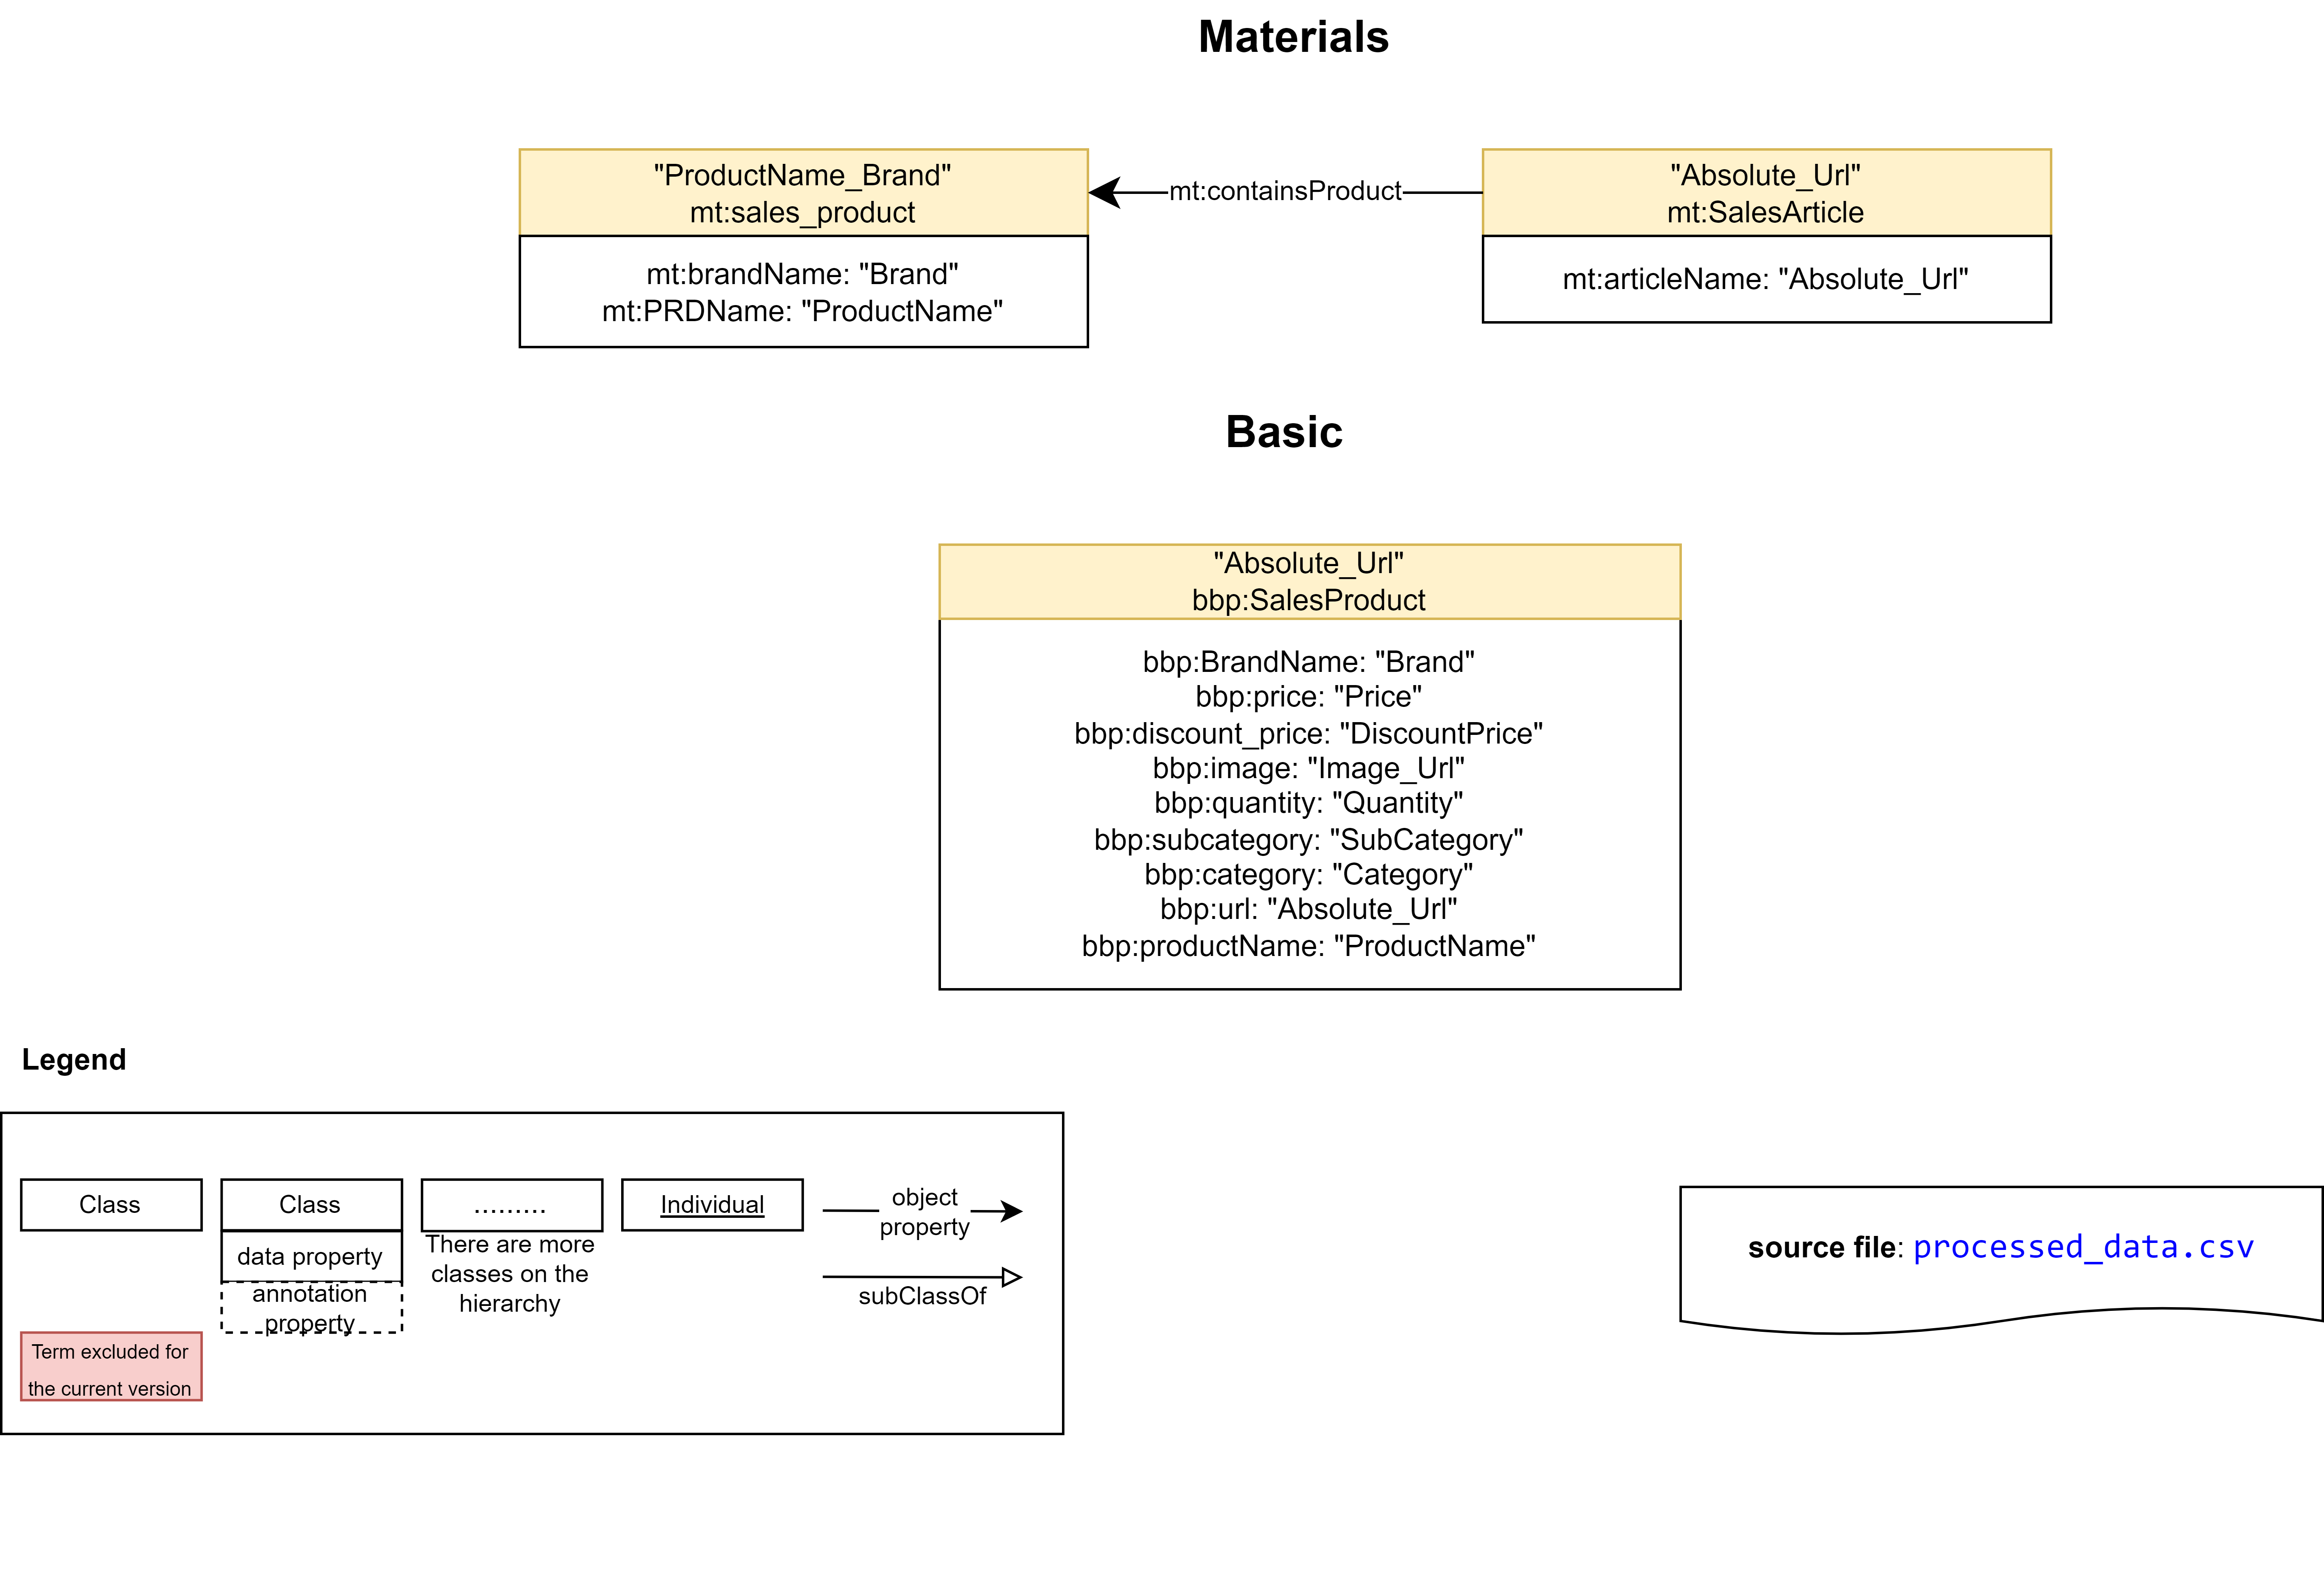 Materials
"ProductName_Brand"
mt:sales_product
mt:brandName: "Brand"
mt:PRDName: "ProductName"
mt:containsProduct
"Absolute_Url"
mt:SalesArticle
mt:articleName: "Absolute_Url"
Basic
"Absolute_Url"
bbp:SalesProduct
bbp:BrandName: "Brand"
bbp:price: "Price"
bbp:discount_price: "DiscountPrice"
bbp:image: "Image_Url"
bbp:quantity: "Quantity"
bbp:subcategory: "SubCategory"
bbp:category: "Category"
bbp:url: "Absolute_Url"
bbp:productName: "ProductName"
Legend
Class
Class
data property
annotation
property
.........
There are more
classes on the
hierarchy
Individual
object
property
subClassOf
Term excluded for
the current version
source file: processed_data.csv